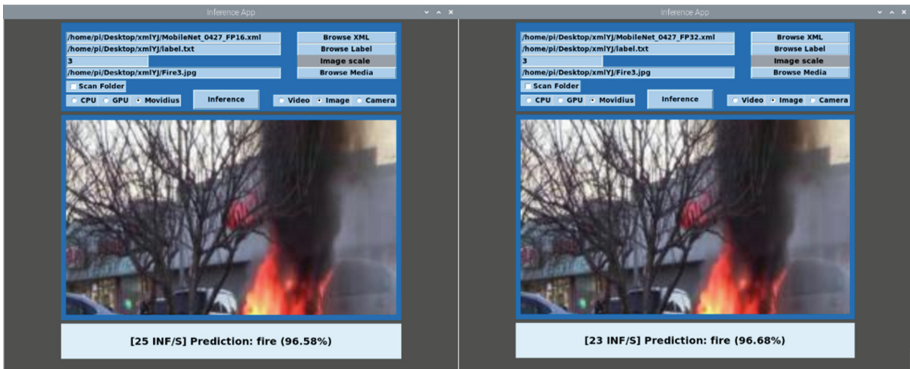 Inference App
/home/pi/Desktop/xmlYJ/MobileNet_0427_FP16.xml Browse XML
/home/pi/Desktop/xmlYJ/label.txt Browse Label
3 Image scale
/home/pi/Desktop/xmlYJ/Fire3.jpg Browse Media
Scan Folder
CPU GPU Movidius Inference Video Image Camera
[25 INF/S] Prediction: fire (96.58%)
Inference App
/home/pi/Desktop/xmlYJ/MobileNet_0427_FP32.xml Browse XML
/home/pi/Desktop/xmlYJ/label.txt Browse Label
3 Image scale
/home/pi/Desktop/xmlYJ/Fire3.jpg Browse Media
Scan Folder
CPU GPU Movidius Inference Video Image Camera
[23 INF/S] Prediction: fire (96.68%)